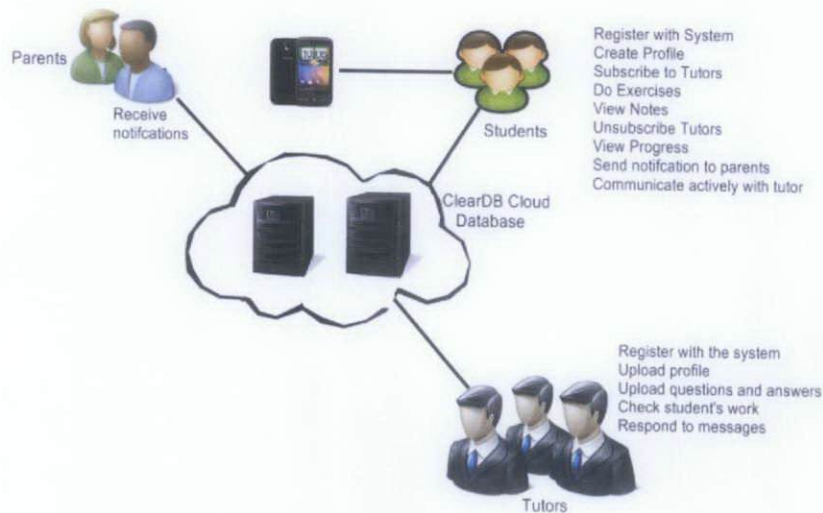 Parents
Receive
notifcations
Students
Register with System
Create Profile
Subscribe to Tutors
Do Exercises
View Notes
Unsubscribe Tutors
View Progress
Send notifcation to parents
Communicate actively with tutor
ClearDB Cloud
Database
Register with the system
Upload profile
Upload questions and answers
Check student's work
Respond to messages
Tutors